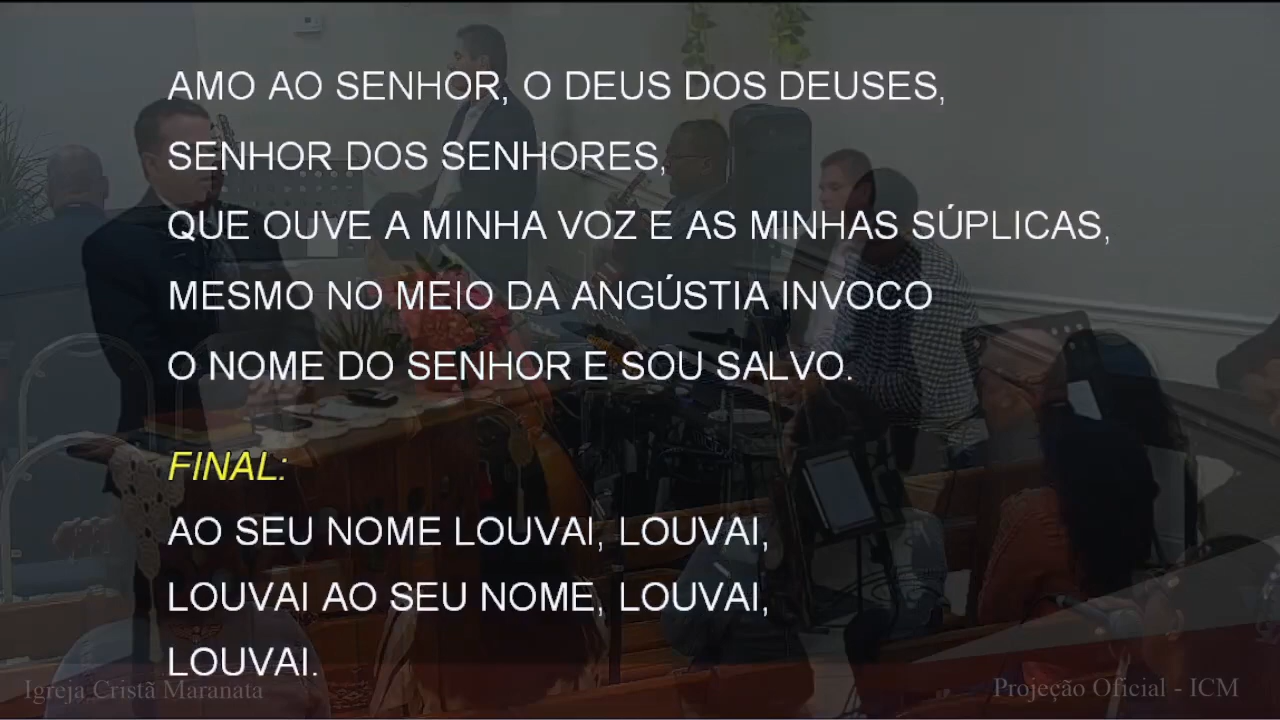 AMO AO SENHOR, O DEUS DOS DEUSES,
SENHOR DOS SENHORES,
QUE OUVE A MINHA VOZ E AS MINHAS SÚPLICAS,
MESMO NO MEIO DA ANGÚSTIA INVOCO
O NOME DO SENHOR E SOU SALVO.
FINAL:
AO SEU NOME LOUVAI, LOUVAI,
LOUVAI AO SEU NOME, LOUVAI,
LOUVAI.
Igreja Cristã Maranata
Projeção Oficial - ICM